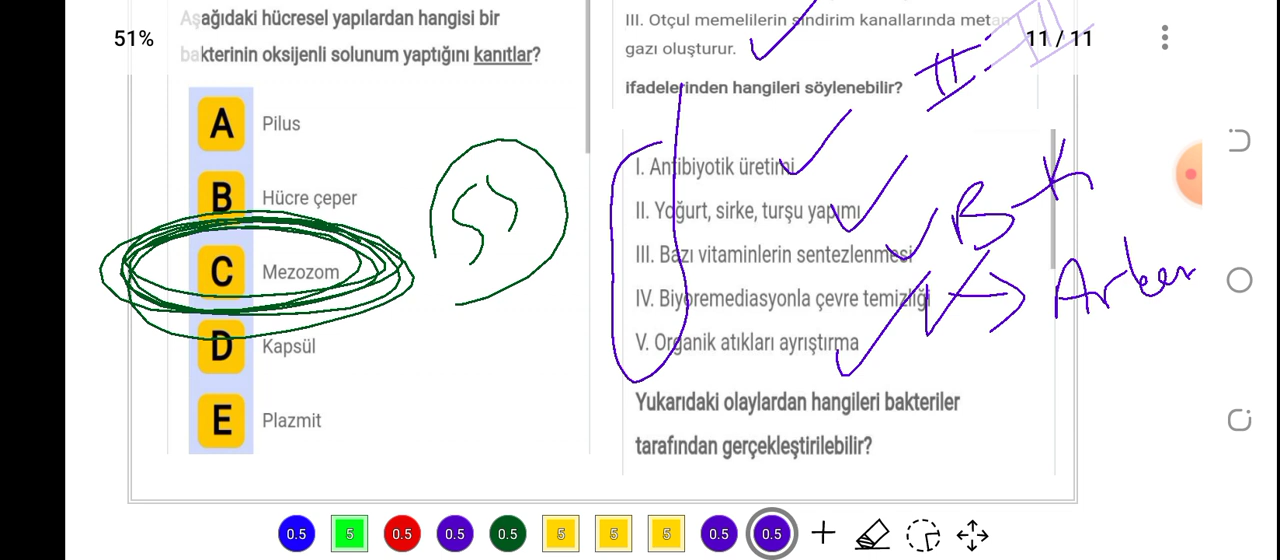 51%
11 / 11
Aşağıdaki hücresel yapılardan hangisi bir
bakterinin oksijenli solunum yaptığını kanıtlar?
A Pilus
B Hücre çeper
C Mezozom
D Kapsül
E Plazmit
III. Otçul memelilerin sindirim kanallarında metan
gazı oluşturur.
ifadelerinden hangileri söylenebilir?
I. Antibiyotik üretimi
II. Yoğurt, sirke, turşu yapımı
III. Bazı vitaminlerin sentezlenmesi
IV. Biyoremediasyonla çevre temizliği
V. Organik atıkları ayrıştırma
Yukarıdaki olaylardan hangileri bakteriler
tarafından gerçekleştirilebilir?
B
K
0.5 5 0.5 0.5 0.5 5 5 5 0.5 0.5